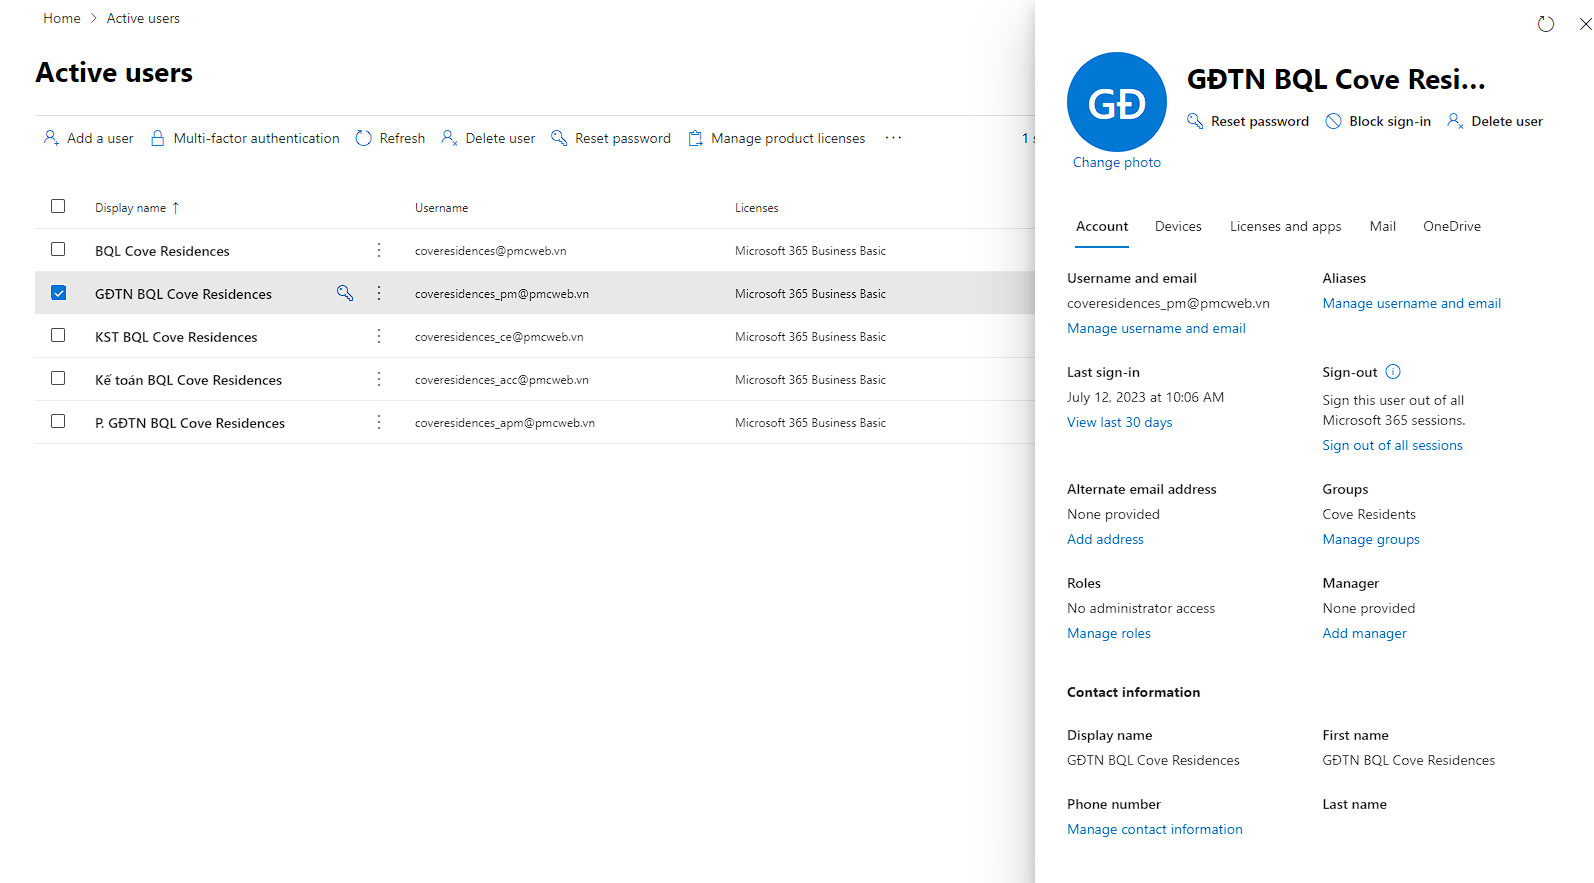 Home > Active users
Active users
Add a user Multi-factor authentication Refresh Delete user Reset password Manage product licenses ··· 1 s
Display name ↑ Username Licenses
BQL Cove Residences coveresidences@pmcweb.vn Microsoft 365 Business Basic
GĐTN BQL Cove Residences coveresidences_pm@pmcweb.vn Microsoft 365 Business Basic
KST BQL Cove Residences coveresidences_ce@pmcweb.vn Microsoft 365 Business Basic
Kế toán BQL Cove Residences coveresidences_acc@pmcweb.vn Microsoft 365 Business Basic
P. GĐTN BQL Cove Residences coveresidences_apm@pmcweb.vn Microsoft 365 Business Basic
GĐ
Change photo
GĐTN BQL Cove Resi...
Reset password Block sign-in Delete user
Account Devices Licenses and apps Mail OneDrive
Username and email
coveresidences_pm@pmcweb.vn
Manage username and email
Aliases
Manage username and email
Last sign-in
July 12, 2023 at 10:06 AM
View last 30 days
Sign-out
Sign this user out of all
Microsoft 365 sessions.
Sign out of all sessions
Alternate email address
None provided
Add address
Groups
Cove Residents
Manage groups
Roles
No administrator access
Manage roles
Manager
None provided
Add manager
Contact information
Display name
GĐTN BQL Cove Residences
First name
GĐTN BQL Cove Residences
Phone number
Manage contact information
Last name